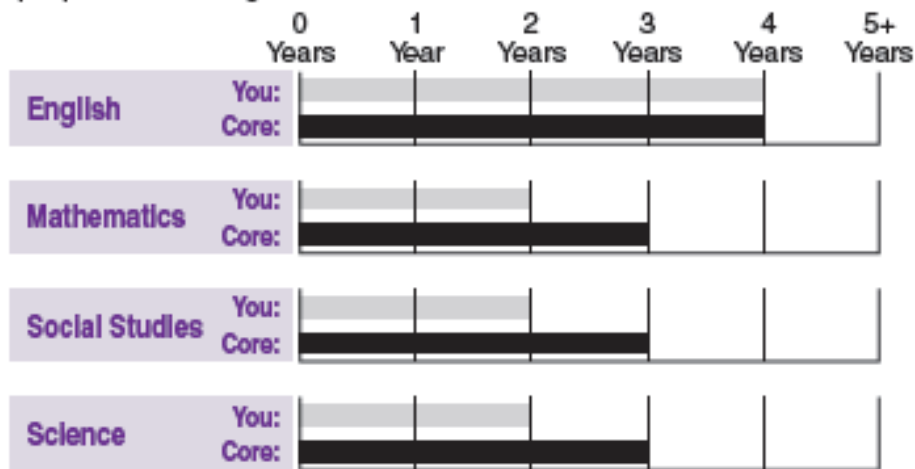 0 1 2 3 4 5+
Years Year Years Years Years Years
English You:
Core:
Mathematics You:
Core:
Social Studies You:
Core:
Science You:
Core: